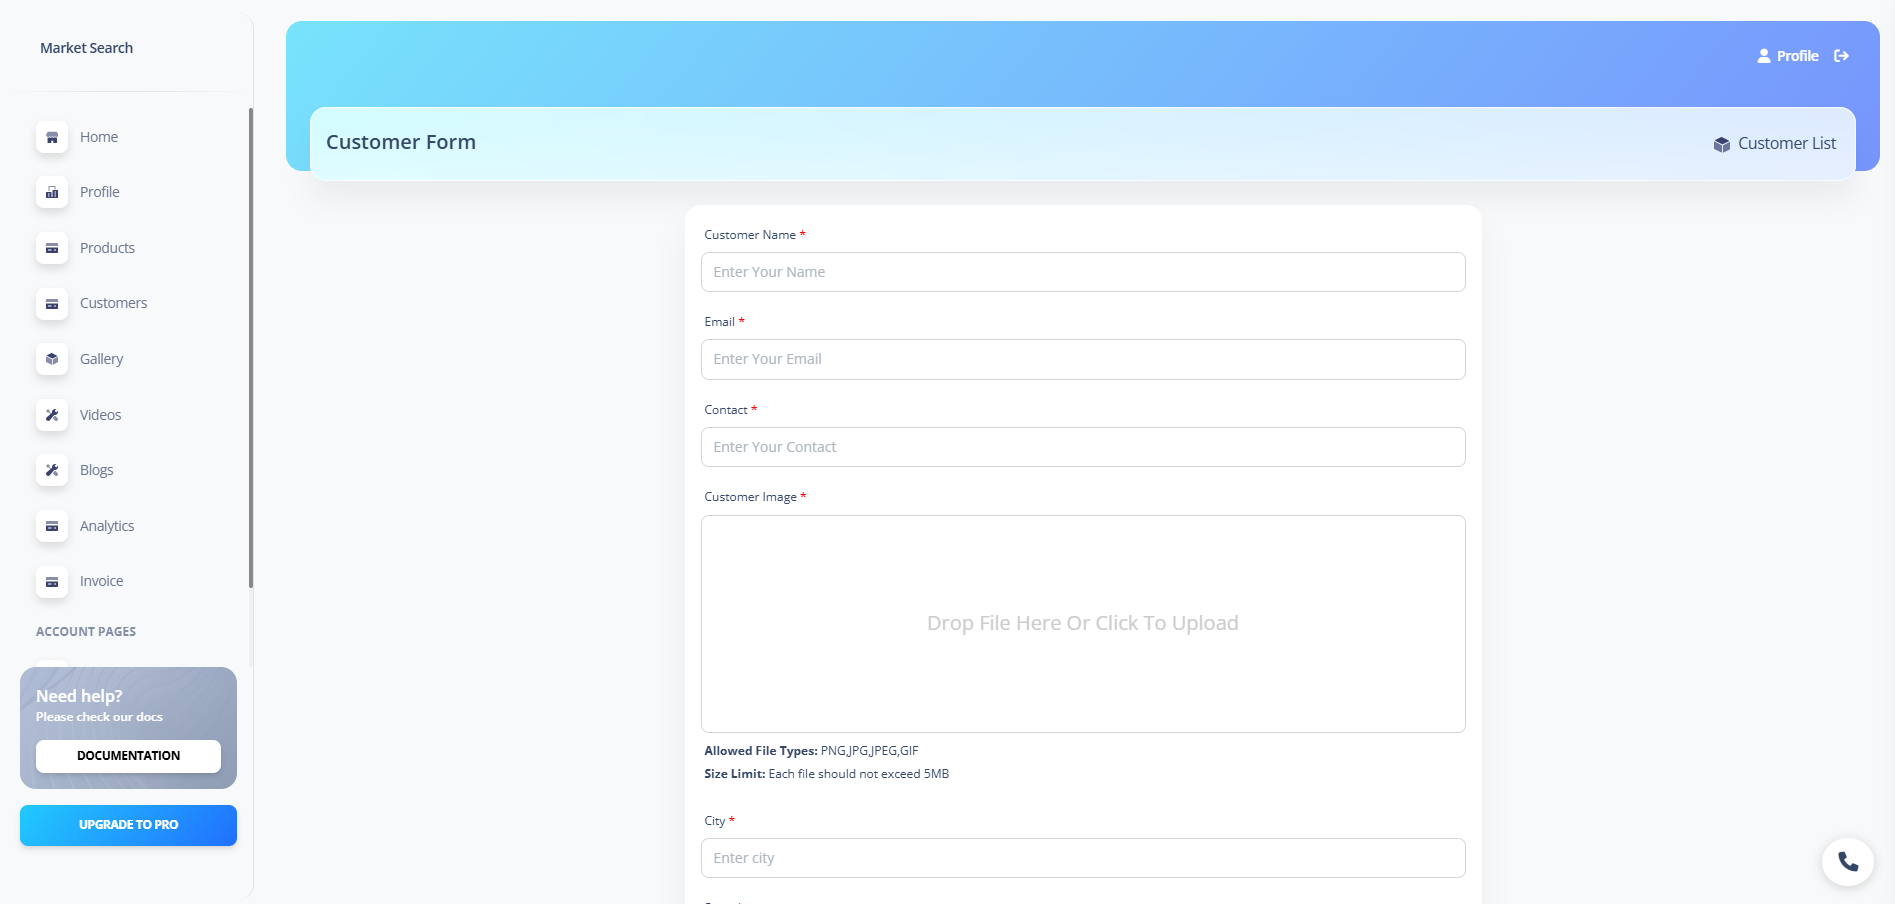 Market Search
Home
Profile
Products
Customers
Gallery
Videos
Blogs
Analytics
Invoice
ACCOUNT PAGES
Need help?
Please check our docs
DOCUMENTATION
UPGRADE TO PRO
Profile
Customer Form
Customer List
Customer Name *
Enter Your Name
Email *
Enter Your Email
Contact *
Enter Your Contact
Customer Image *
Drop File Here Or Click To Upload
Allowed File Types: PNG,JPG,JPEG,GIF
Size Limit: Each file should not exceed 5MB
City *
Enter city